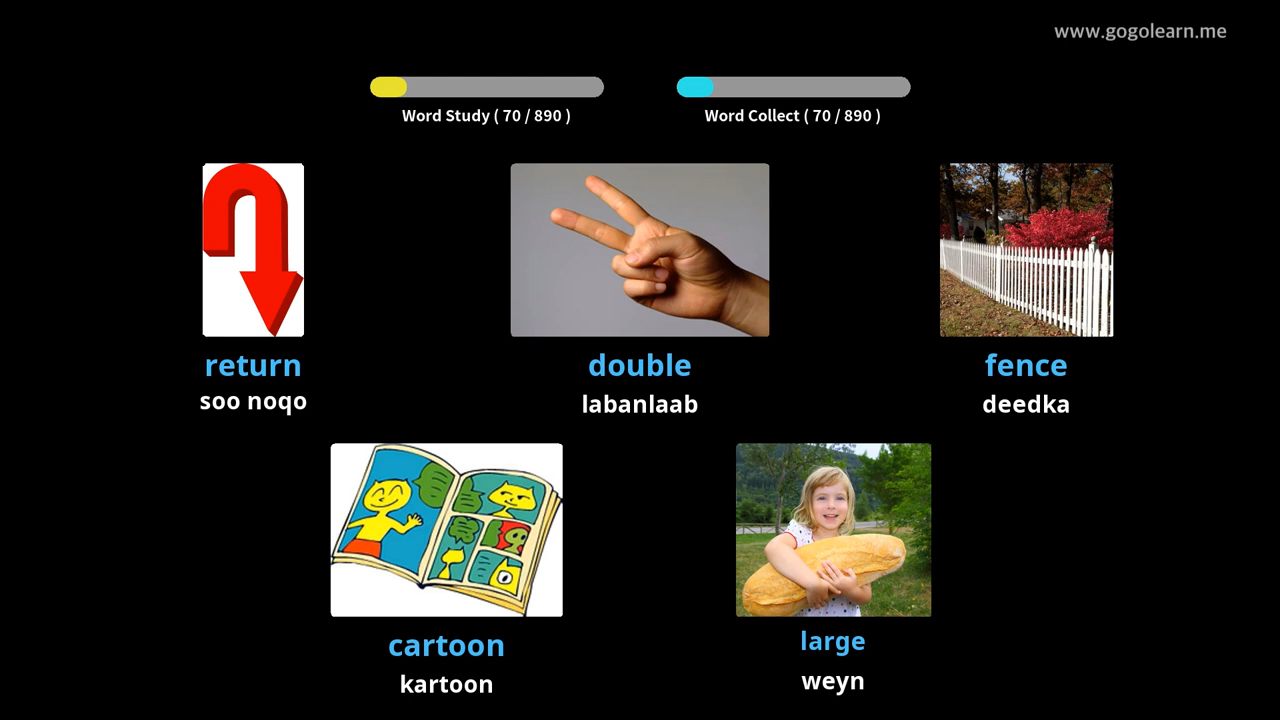 www.gogolearn.me
Word Study ( 70 / 890 )
Word Collect ( 70 / 890 )
return
soo noqo
double
labanlaab
fence
deedka
cartoon
kartoon
large
weyn